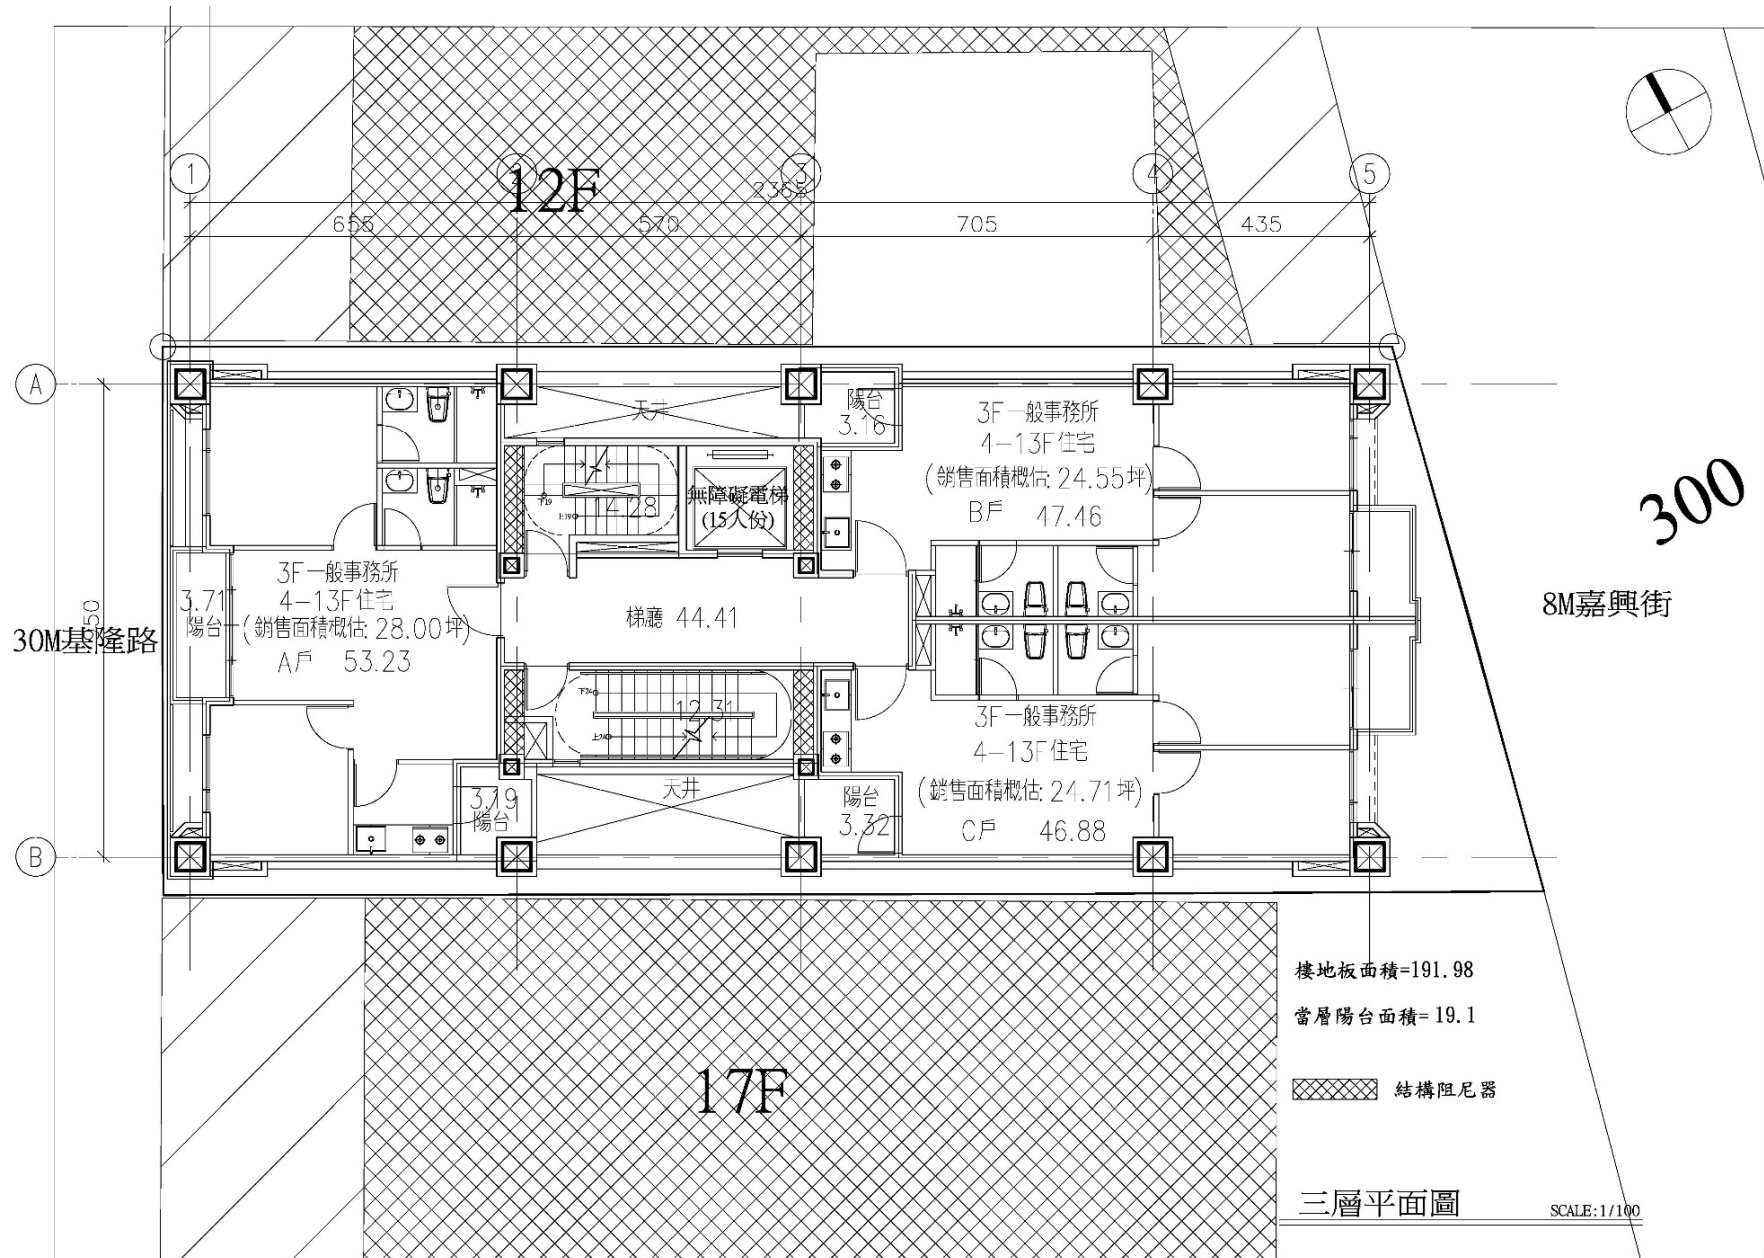 12F
1
2
3
4
5
2365
655
570
705
435
A
天井
陽台
3.16
3F一般事務所
4-13F住宅
(銷售面積概估: 24.55坪)
B戶 47.46
無障礙電梯
(15人份)
14.28
下19
上19
300
3F一般事務所
4-13F住宅
(銷售面積概估: 28.00坪)
A戶 53.23
3.71
陽台
30M基隆路
梯廳 44.41
8M嘉興街
12.31
3F一般事務所
4-13F住宅
(銷售面積概估: 24.71坪)
C戶 46.88
天井
陽台
3.32
3.19
陽台
B
17F
樓地板面積=191.98
當層陽台面積= 19.1
結構阻尼器
三層平面圖
SCALE:1/100